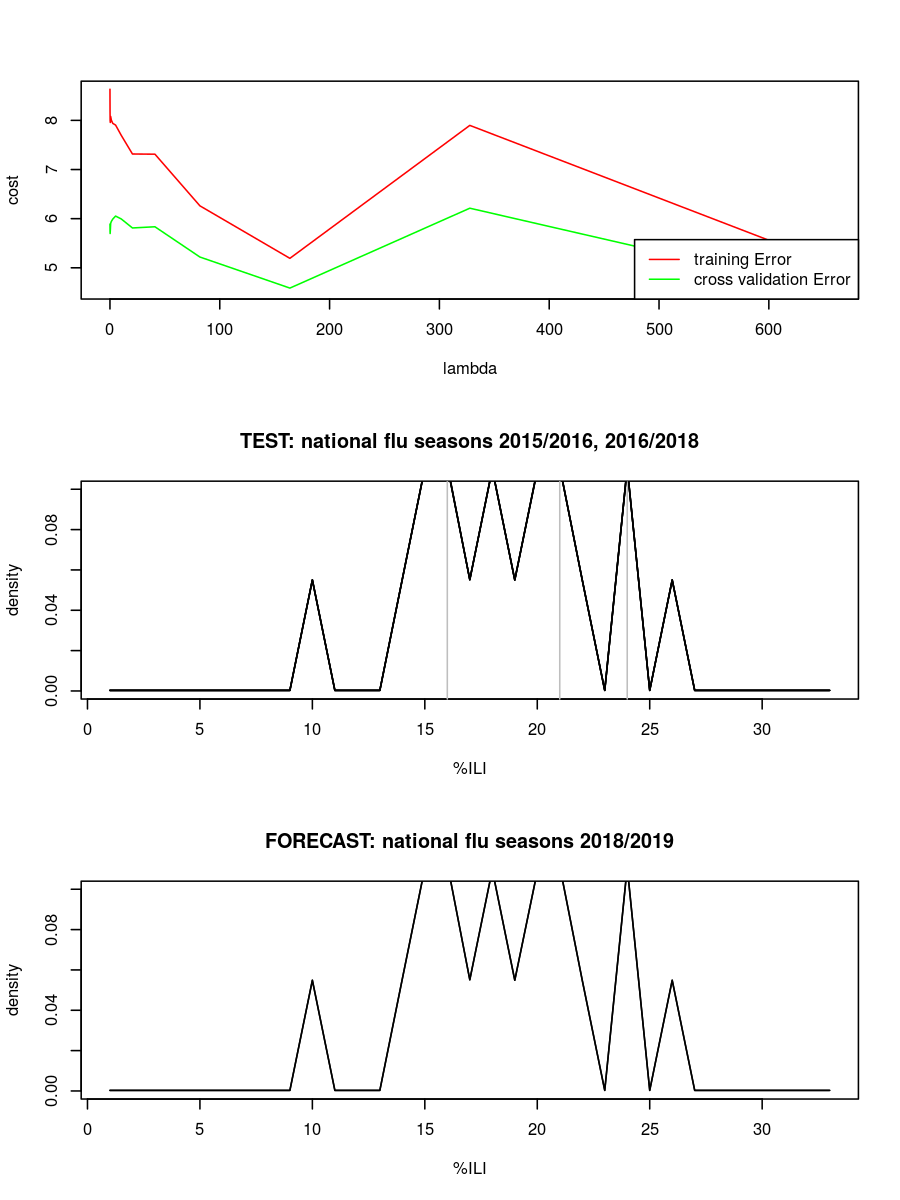 8
7
6
5
cost
training Error
cross validation Error
0 100 200 300 400 500 600
lambda
TEST: national flu seasons 2015/2016, 2016/2018
0.08
0.04
0.00
density
0 5 10 15 20 25 30
%ILI
FORECAST: national flu seasons 2018/2019
0.08
0.04
0.00
density
0 5 10 15 20 25 30
%ILI